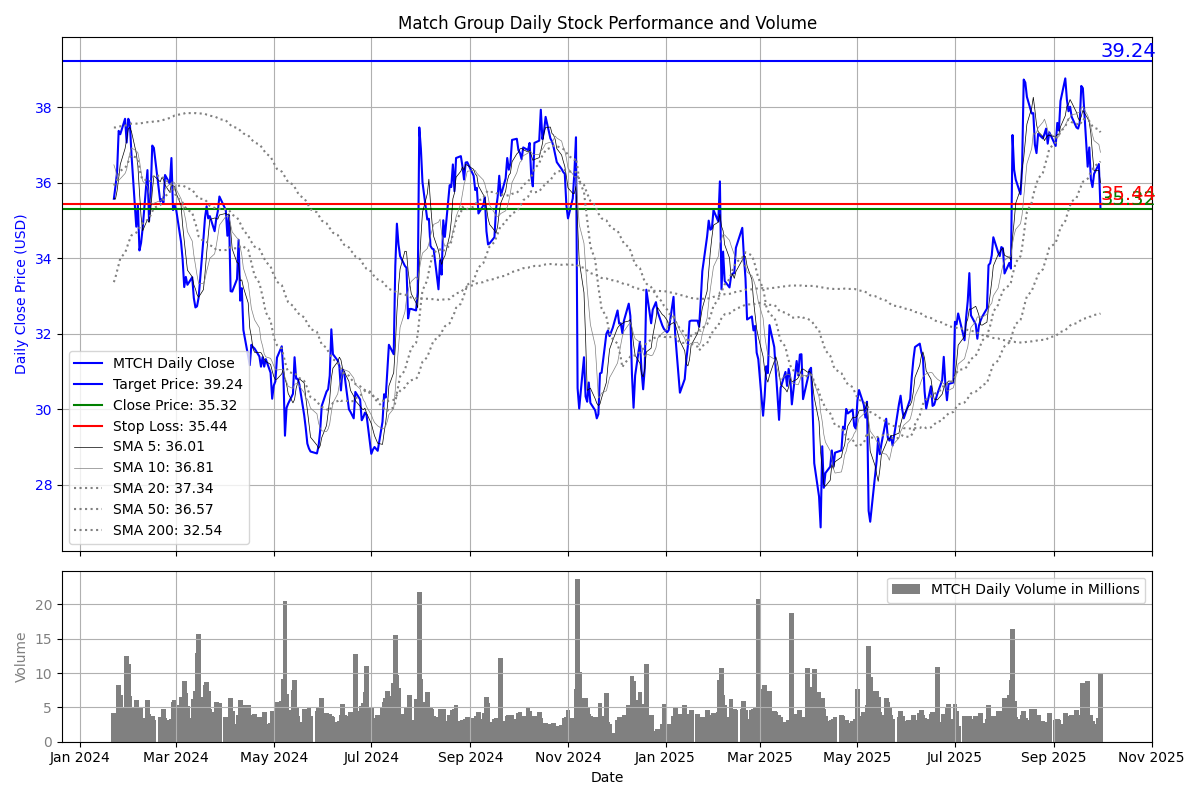 Match Group Daily Stock Performance and Volume
39.24
38
36
34
32
30
28
35.44
35.32
Daily Close Price (USD)
MTCH Daily Close
Target Price: 39.24
Close Price: 35.32
Stop Loss: 35.44
SMA 5: 36.01
SMA 10: 36.81
SMA 20: 37.34
SMA 50: 36.57
SMA 200: 32.54
MTCH Daily Volume in Millions
20
15
10
5
0
Volume
Jan 2024 Mar 2024 May 2024 Jul 2024 Sep 2024 Nov 2024 Jan 2025 Mar 2025 May 2025 Jul 2025 Sep 2025 Nov 2025
Date